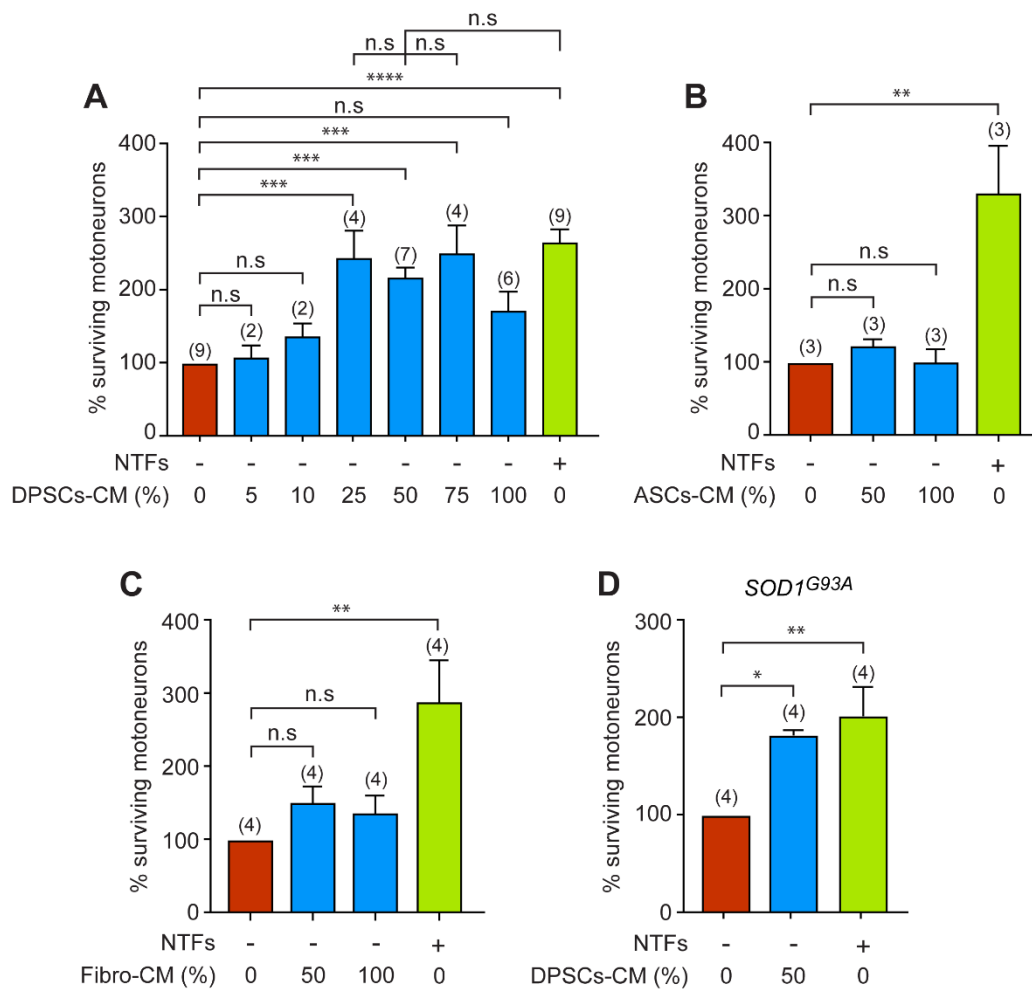 n.s
n.s n.s
A
****
n.s
***
***
***
n.s
n.s
% surviving motoneurons
400
300
200
100
0
(9) (2) (2) (4) (7) (4) (6) (9)
NTFs - - - - - - - +
DPSCs-CM (%) 0 5 10 25 50 75 100 0
B
**
n.s
n.s
% surviving motoneurons
400
300
200
100
0
(3) (3) (3) (3)
NTFs - - - +
ASCs-CM (%) 0 50 100 0
C
**
n.s
n.s
% surviving motoneurons
400
300
200
100
0
(4) (4) (4) (4)
NTFs - - - +
Fibro-CM (%) 0 50 100 0
D
SOD1G93A
**
*
% surviving motoneurons
300
200
100
0
(4) (4) (4)
NTFs - - +
DPSCs-CM (%) 0 50 0